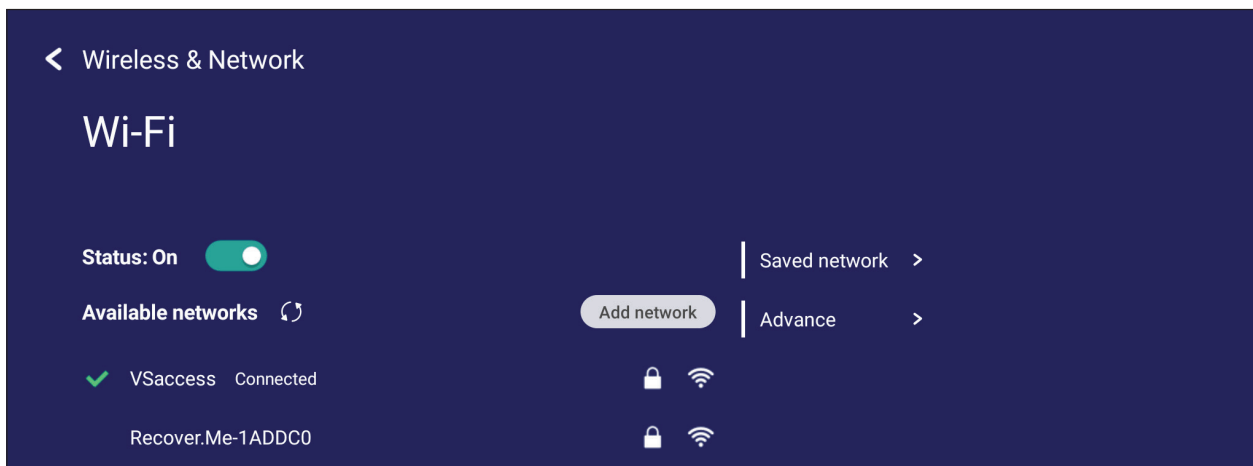 Wireless & Network
Wi-Fi
Status: On
Saved network
Available networks
Add network
Advance
VSaccess Connected
Recover.Me-1ADDC0